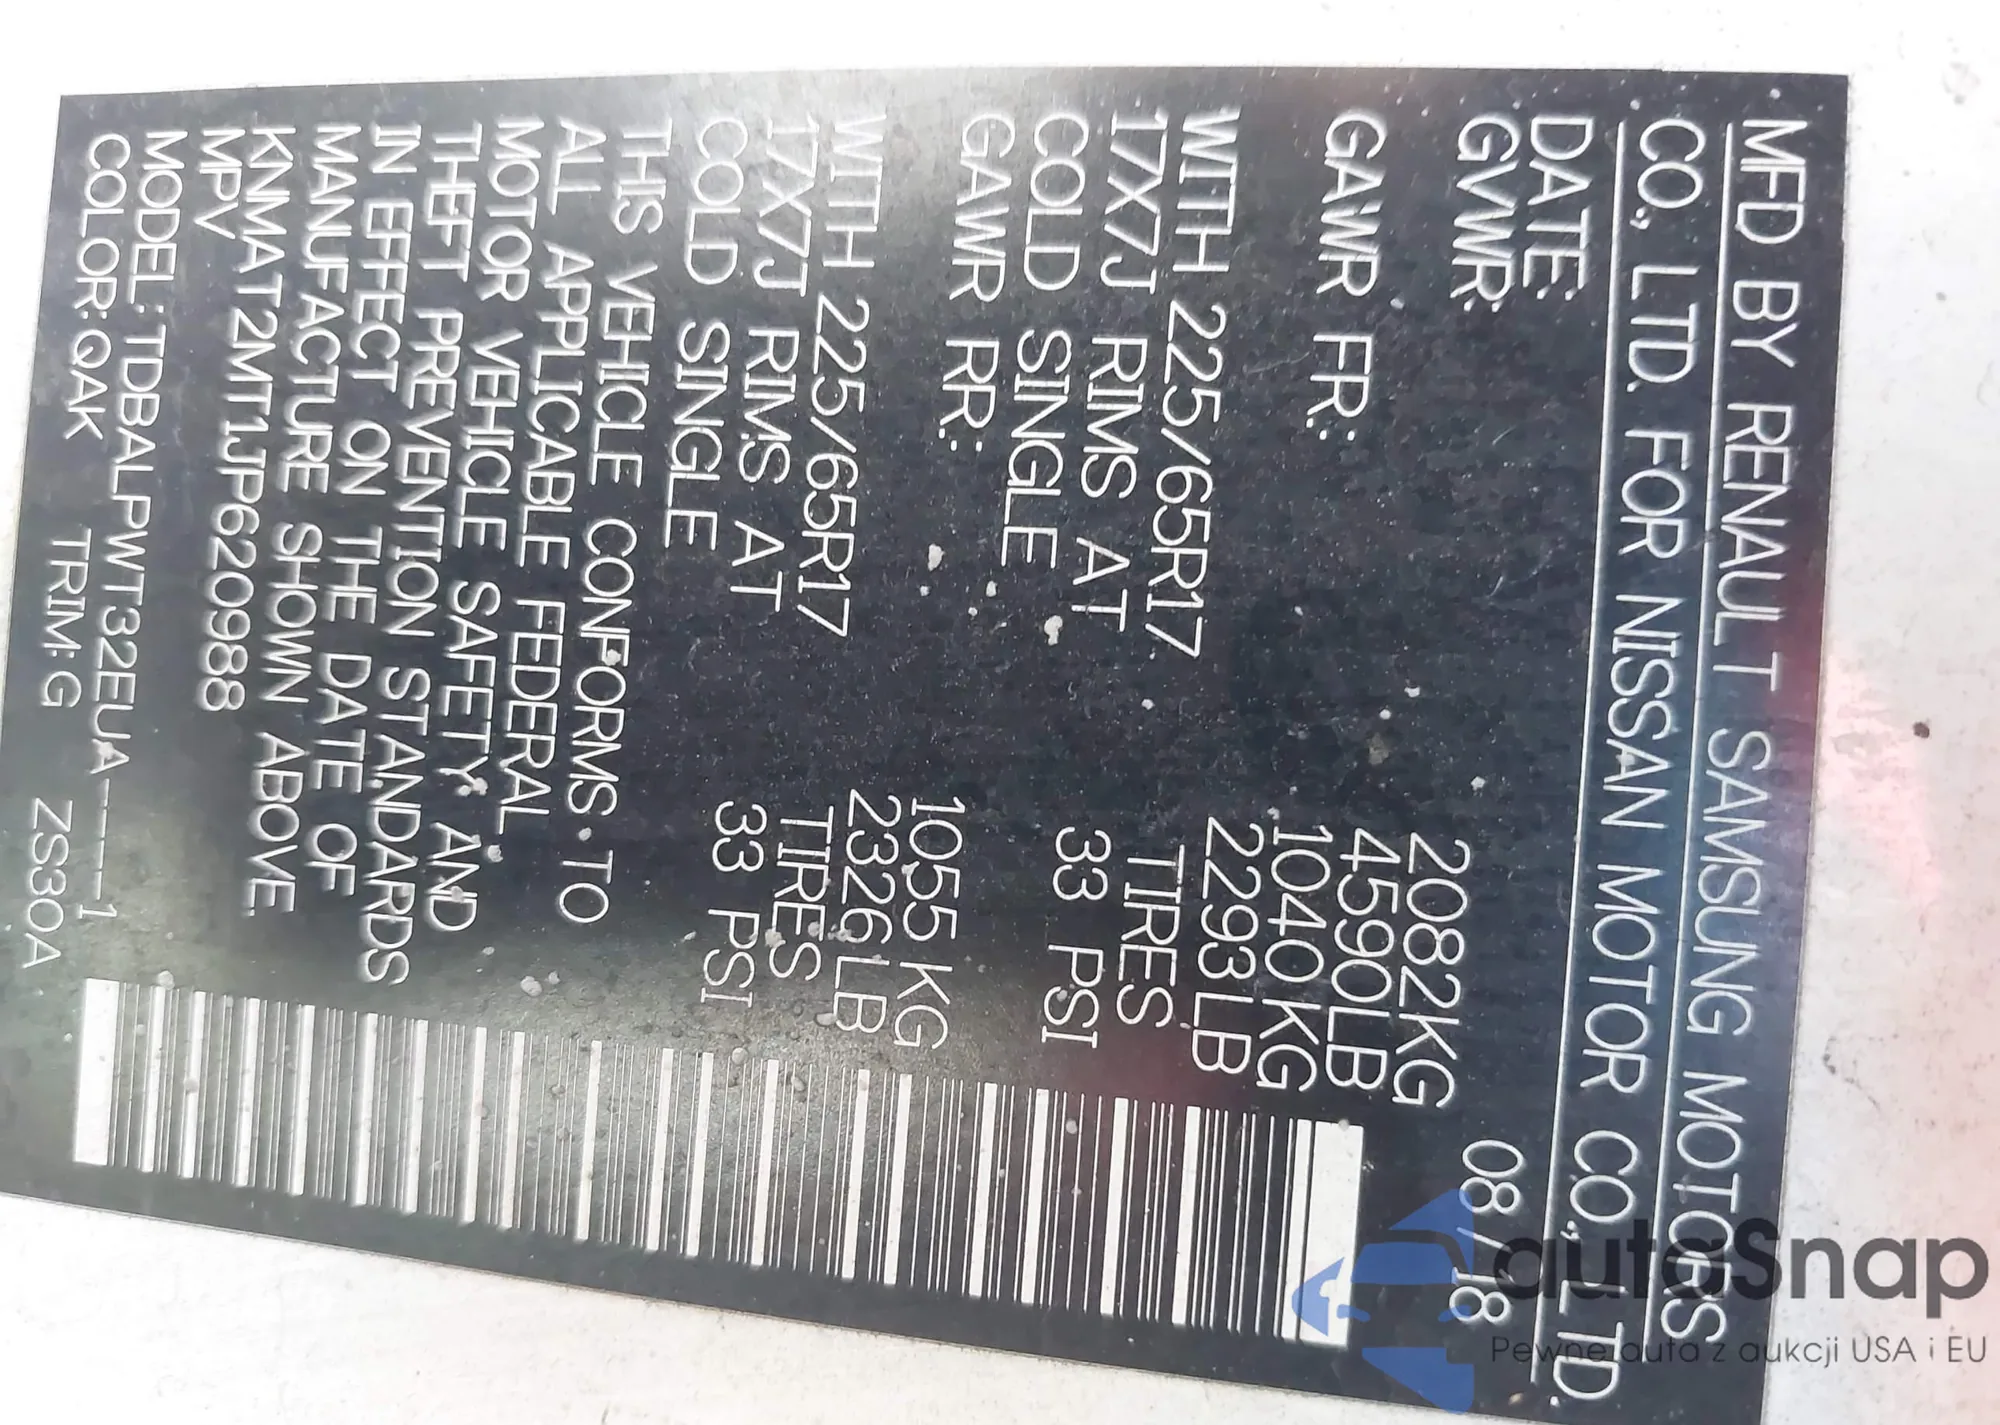 MFD BY RENAULT SAMSUNG MOTORS
CO., LTD. FOR NISSAN MOTOR CO., LTD.
DATE: 08/18
GVWR: 2082KG
4590LB
GAWR FR: 1040KG
2293LB
WITH 225/65R17 TIRES
17X7J RIMS AT 33 PSI
COLD SINGLE
GAWR RR: 1055KG
2326LB
WITH 225/65R17 TIRES
17X7J RIMS AT 33 PSI
COLD SINGLE
THIS VEHICLE CONFORMS TO
ALL APPLICABLE FEDERAL
MOTOR VEHICLE SAFETY, AND
THEFT PREVENTION STANDARDS
IN EFFECT ON THE DATE OF
MANUFACTURE SHOWN ABOVE.
KNMAT2MT1JP620988
MPV
MODEL:TDBALPWT32EUA----1
COLOR:QAK TRIM:G ZS30A
autoSnap
Pewne auta z aukcji USA i EU